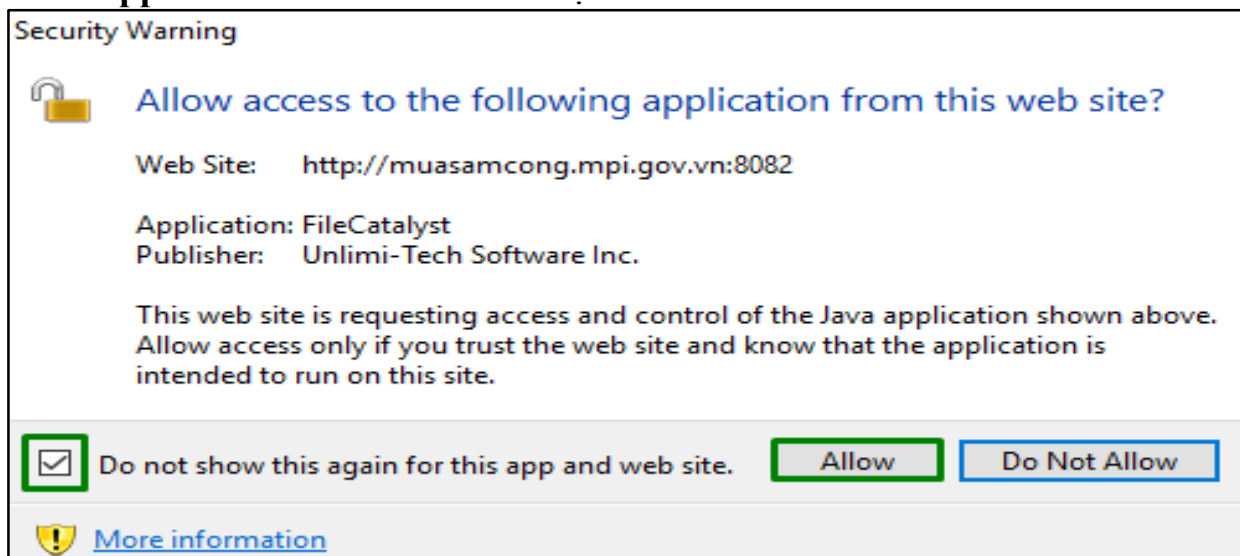 Security Warning
Allow access to the following application from this web site?
Web Site: http://muasamcong.mpi.gov.vn:8082
Application: FileCatalyst
Publisher: Unlimi-Tech Software Inc.
This web site is requesting access and control of the Java application shown above.
Allow access only if you trust the web site and know that the application is
intended to run on this site.
Do not show this again for this app and web site.
Allow
Do Not Allow
More information